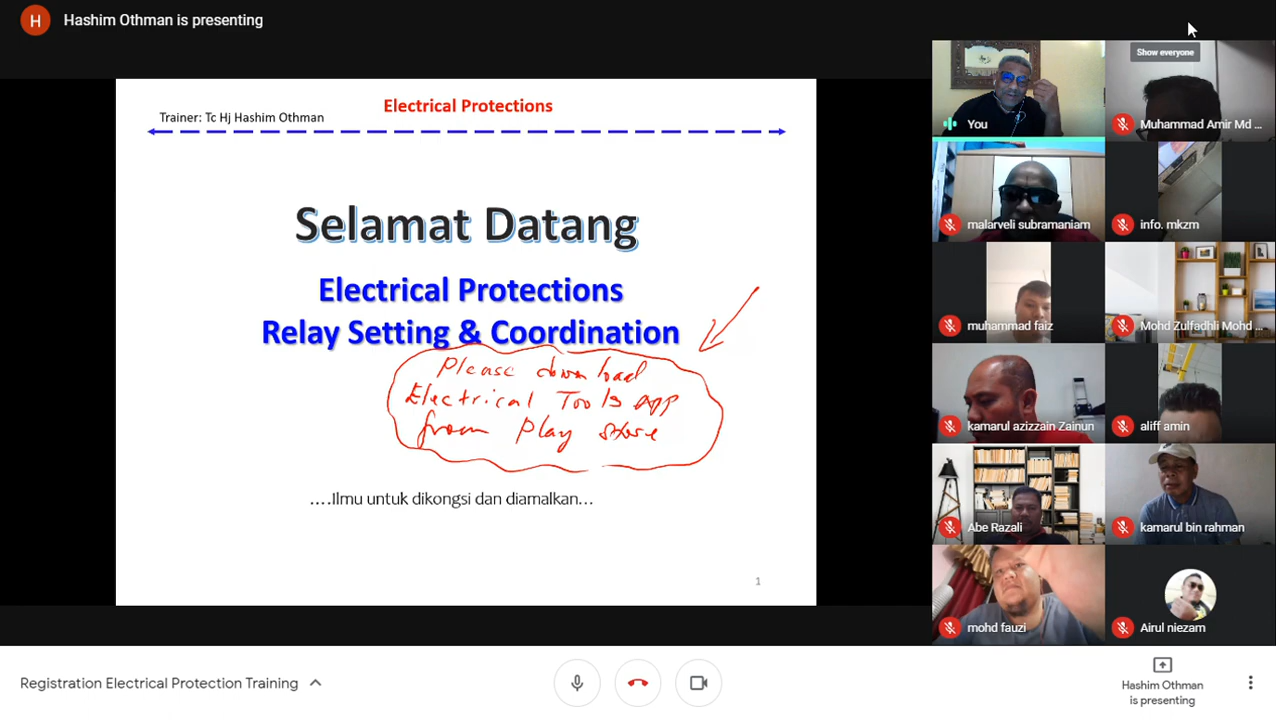 H
Hashim Othman is presenting
Trainer: Tc Hj Hashim Othman
Electrical Protections
Selamat Datang
Electrical Protections
Relay Setting & Coordination
Please download
Electrical Tools App
from Play store
....Ilmu untuk dikongsi dan diamalkan...
1
Show everyone
You
Muhammad Amir Md ...
malarveli subramaniam
info. mkzm
muhammad faiz
Mohd Zulfadhli Mohd ...
kamarul azizzain Zainun
aliff amin
Abe Razali
kamarul bin rahman
mohd fauzi
Airul niezam
Registration Electrical Protection Training
Hashim Othman
is presenting